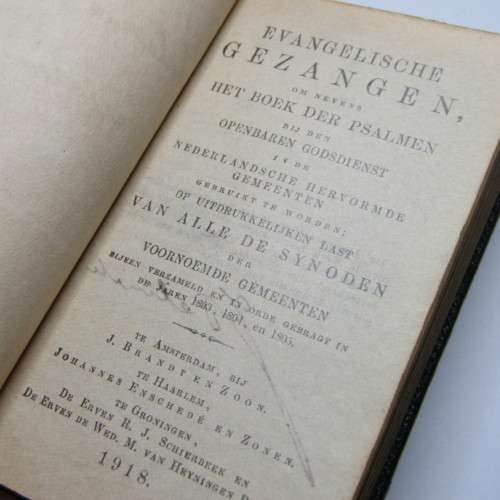 EVANGELISCHE
GEZANGEN,
OM NEVENS
HET BOEK DER PSALMEN
BIJ DEN
OPENBAREN GODSDIENST
IN DE
NEDERLANDSCHE HERVORMDE
GEMEENTEN
GEBRUIKT TE WORDEN;
OP UITDRUKKELIJKEN LAST
VAN ALLE DE SYNODEN
DER
VOORNOEMDE GEMEENTEN
BIJEEN VERZAMELD EN IN ORDE GEBRAGT IN
DE JAREN 1803, 1804, en 1805.
TE AMSTERDAM, BIJ
J. BRANDT EN ZOON.
TE HAARLEM,
JOHANNES ENSCHEDÉ EN ZONEN.
TE GRONINGEN,
DE ERVEN R. J. SCHIERBEEK EN
DE ERVEN DE WED. M. VAN HEYNINGEN
1918.